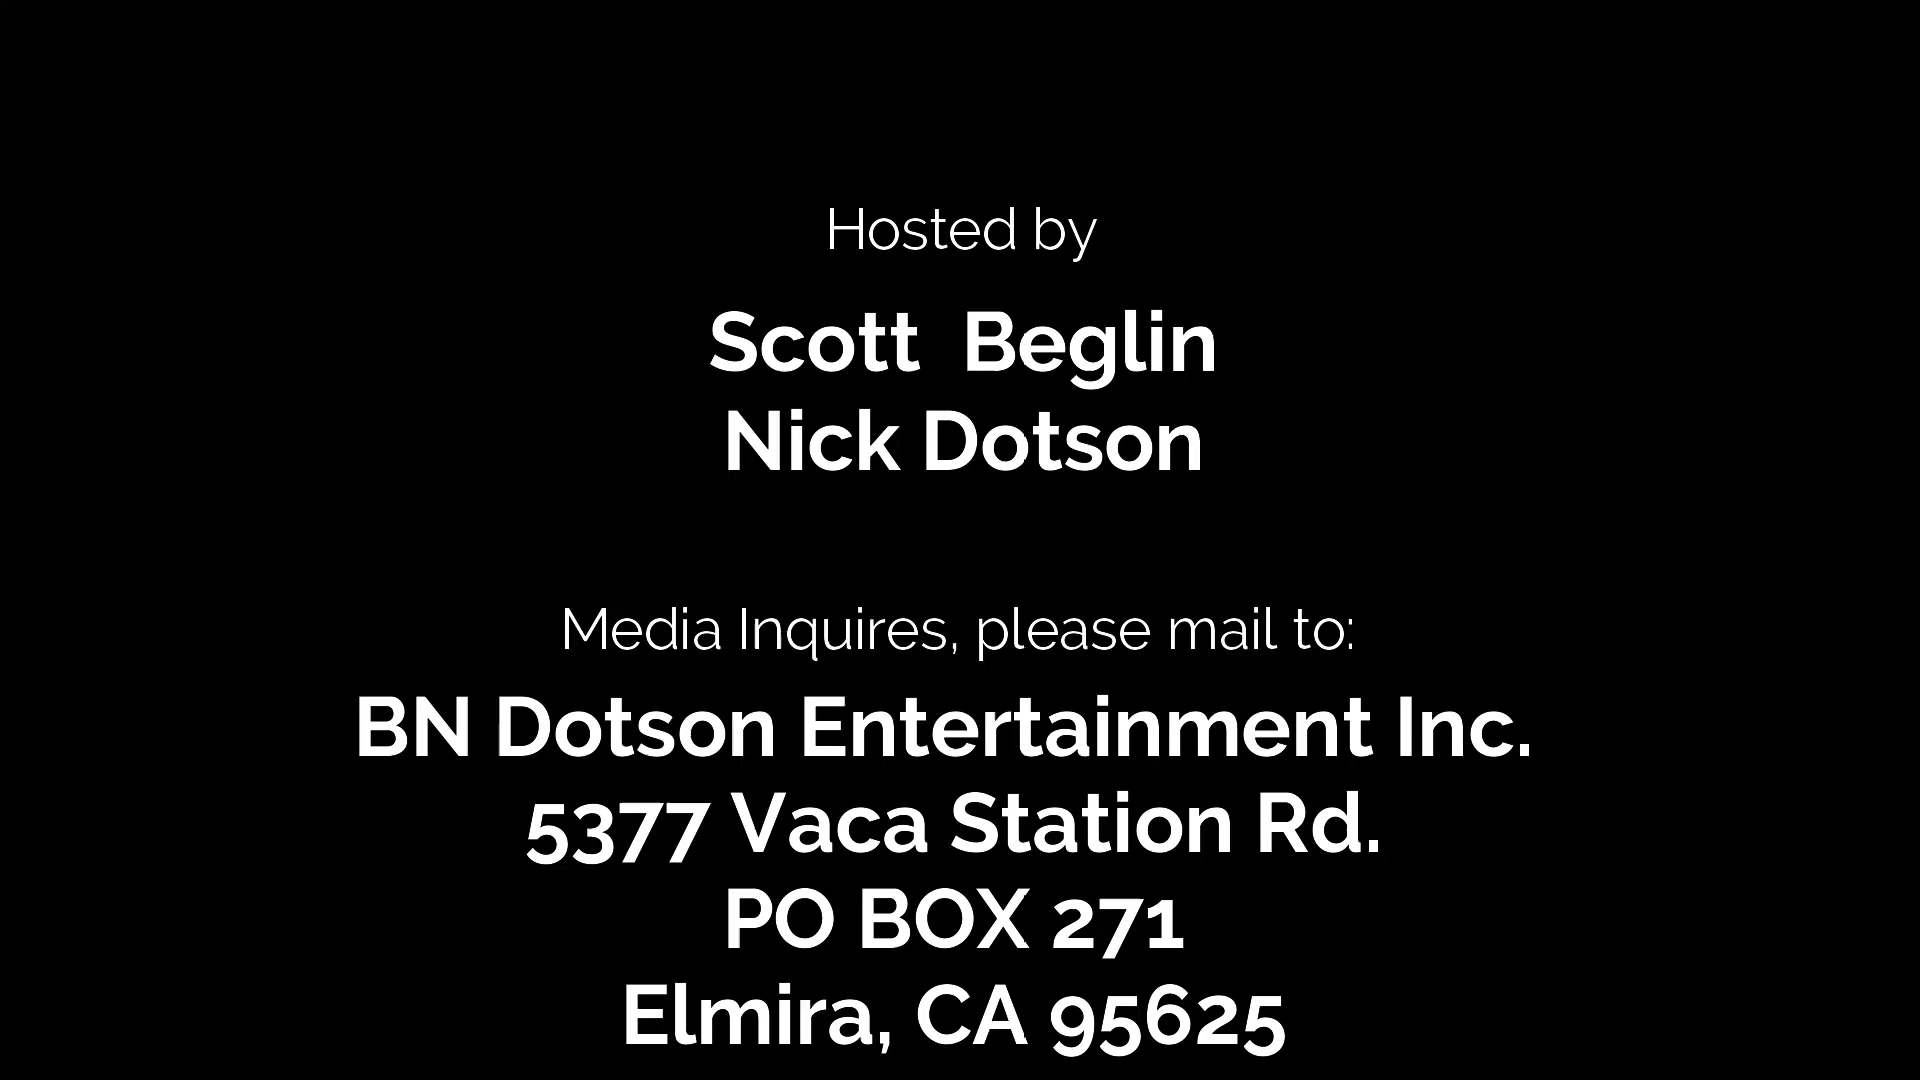 Hosted by
Scott  Beglin
Nick Dotson
Media Inquires, please mail to:
BN Dotson Entertainment Inc.
5377 Vaca Station Rd.
PO BOX 271
Elmira, CA 95625